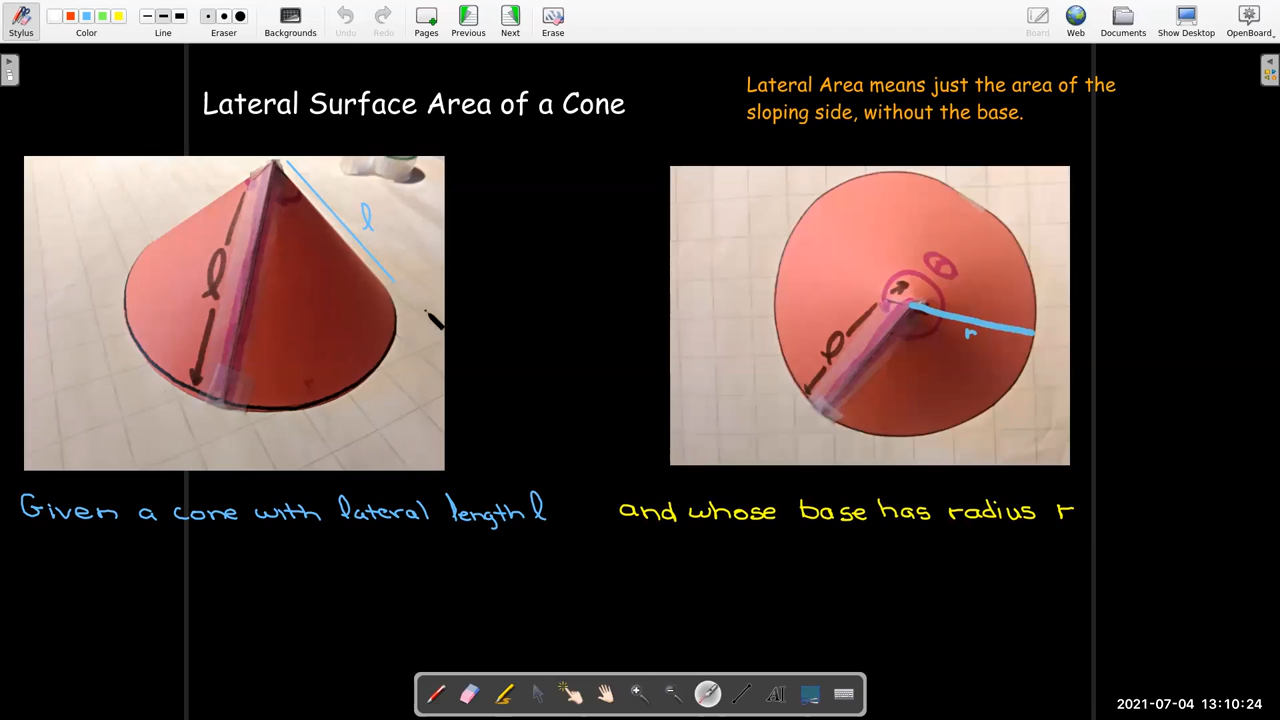 Stylus
Color
Line
Eraser
Backgrounds
Undo
Redo
Pages
Previous
Next
Erase
Board
Web
Documents
Show Desktop
OpenBoard
Lateral Surface Area of a Cone
Lateral Area means just the area of the
sloping side, without the base.
l
l
θ
l
r
Given a cone with lateral length l
and whose base has radius r
AI
2021-07-04 13:10:24